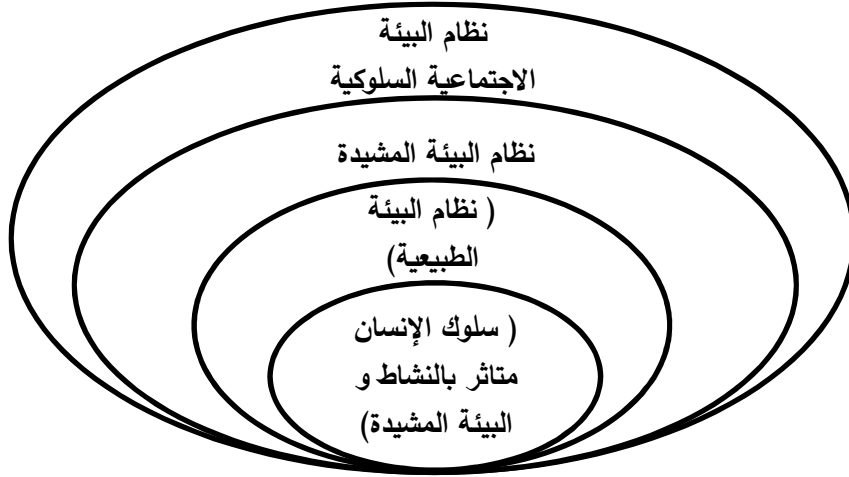 نظام البيئة
الاجتماعية السلوكية
نظام البيئة المشيدة
( نظام البيئة
الطبيعية)
( سلوك الإنسان
متاثر بالنشاط و
البيئة المشيدة)